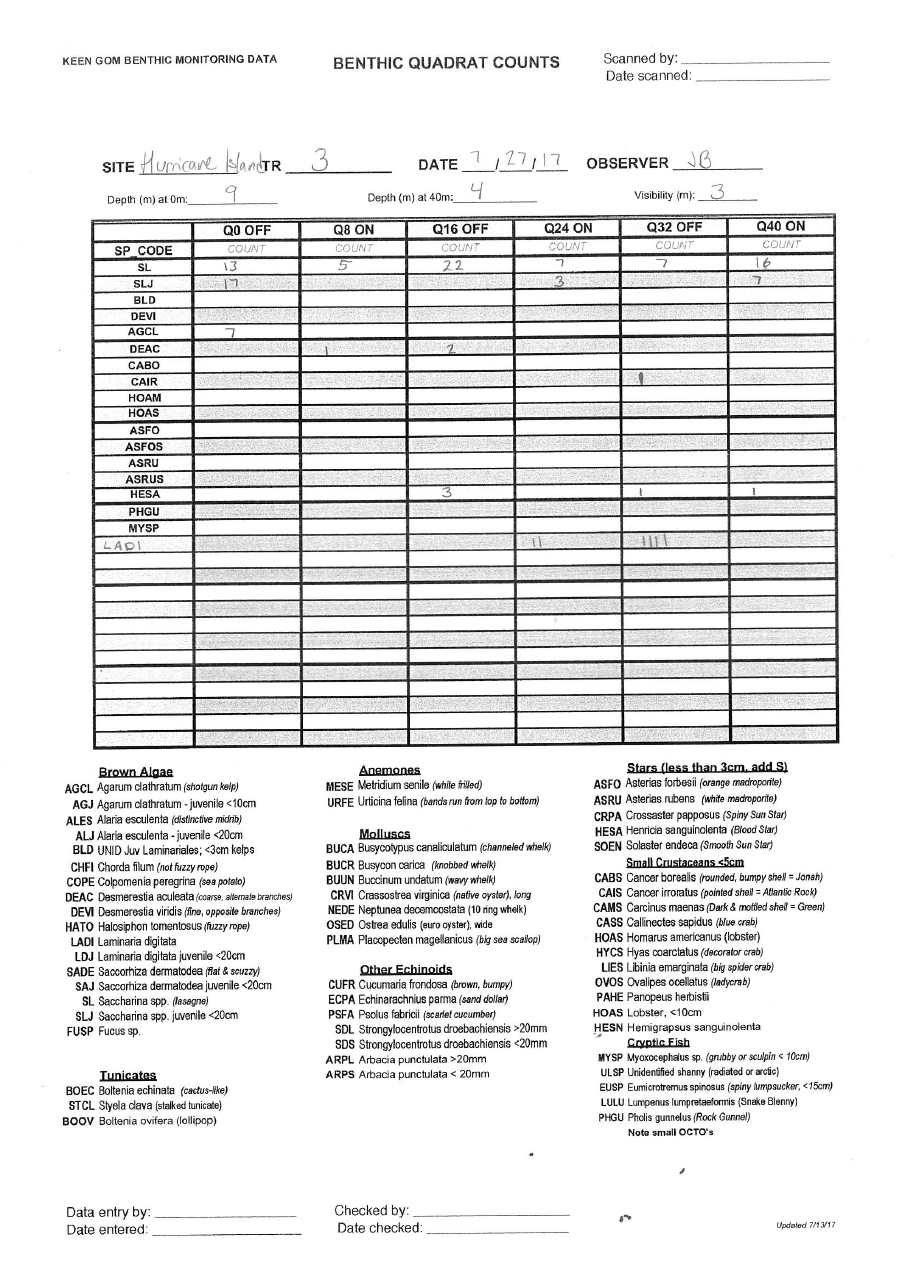 KEEN GOM BENTHIC MONITORING DATA BENTHIC QUADRAT COUNTS Scanned by:
Date scanned:
SITE Hurricane Island TR 3 DATE 7 / 27 / 17 OBSERVER JB
Depth (m) at 0m: 9 Depth (m) at 40m: 4 Visibility (m): 3
Q0 OFF Q8 ON Q16 OFF Q24 ON Q32 OFF Q40 ON
SP_CODE COUNT COUNT COUNT COUNT COUNT COUNT
SL 13 5 22 7 7 16
SLJ 17 3 7
BLD
DEVI
AGCL 7
DEAC 1 2
CABO
CAIR 1
HOAM
HOAS
ASFO
ASFOS
ASRU
ASRUS
HESA 3 1 1
PHGU
MYSP
LADI II IIII
Brown Algae
AGCL Agarum clathratum (shotgun kelp)
AGJ Agarum clathratum - juvenile <10cm
ALES Alaria esculenta (distinctive midrib)
ALJ Alaria esculenta - juvenile <20cm
BLD UNID Juv Laminariales; <3cm kelps
CHFI Chorda filum (not fuzzy rope)
COPE Colpomenia peregrina (sea potato)
DEAC Desmerestia aculeata (coarse, alternate branches)
DEVI Desmerestia viridis (fine, opposite branches)
HATO Halosiphon tomentosus (fuzzy rope)
LADI Laminaria digitata
LDJ Laminaria digitata juvenile <20cm
SADE Saccorhiza dermatodea (flat & scuzzy)
SAJ Saccorhiza dermatodea juvenile <20cm
SL Saccharina spp. (lasagne)
SLJ Saccharina spp. juvenile <20cm
FUSP Fucus sp.
Tunicates
BOEC Boltenia echinata (cactus-like)
STCL Styela clava (stalked tunicate)
BOOV Boltenia ovifera (lollipop)
Anemones
MESE Metridium senile (white frilled)
URFE Urticina felina (bands run from top to bottom)
Molluscs
BUCA Busycotypus canaliculatum (channeled whelk)
BUCR Busycon carica (knobbed whelk)
BUUN Buccinum undatum (wavy whelk)
CRVI Crassostrea virginica (native oyster), long
NEDE Neptunea decemcostata (10 ring whelk)
OSED Ostrea edulis (euro oyster), wide
PLMA Placopecten magellanicus (big sea scallop)
Other Echinoids
CUFR Cucumaria frondosa (brown, bumpy)
ECPA Echinarachnius parma (sand dollar)
PSFA Psolus fabricii (scarlet cucumber)
SDL Strongylocentrotus droebachiensis >20mm
SDS Strongylocentrotus droebachiensis <20mm
ARPL Arbacia punctulata >20mm
ARPS Arbacia punctulata < 20mm
Stars (less than 3cm, add S)
ASFO Asterias forbesii (orange madroporite)
ASRU Asterias rubens (white madroporite)
CRPA Crossaster papposus (Spiny Sun Star)
HESA Henricia sanguinolenta (Blood Star)
SOEN Solaster endeca (Smooth Sun Star)
Small Crustaceans <5cm
CABS Cancer borealis (rounded, bumpy shell = Jonah)
CAIS Cancer irroratus (pointed shell = Atlantic Rock)
CAMS Carcinus maenas (Dark & mottled shell = Green)
CASS Callinectes sapidus (blue crab)
HOAS Homarus americanus (lobster)
HYCS Hyas coarctatus (decorator crab)
LIES Libinia emarginata (big spider crab)
OVOS Ovalipes ocellatus (ladycrab)
PAHE Panopeus herbistii
HOAS Lobster, <10cm
HESN Hemigrapsus sanguinolenta
Cryptic Fish
MYSP Myoxocephalus sp. (grubby or sculpin < 10cm)
ULSP Unidentified shanny (radiated or arctic)
EUSP Eumicrotremus spinosus (spiny lumpsucker, <15cm)
LULU Lumpenus lumpretaeformis (Snake Blenny)
PHGU Pholis gunnelus (Rock Gunnel)
Note small OCTO's
Data entry by: Checked by:
Date entered: Date checked:
Updated 7/13/17